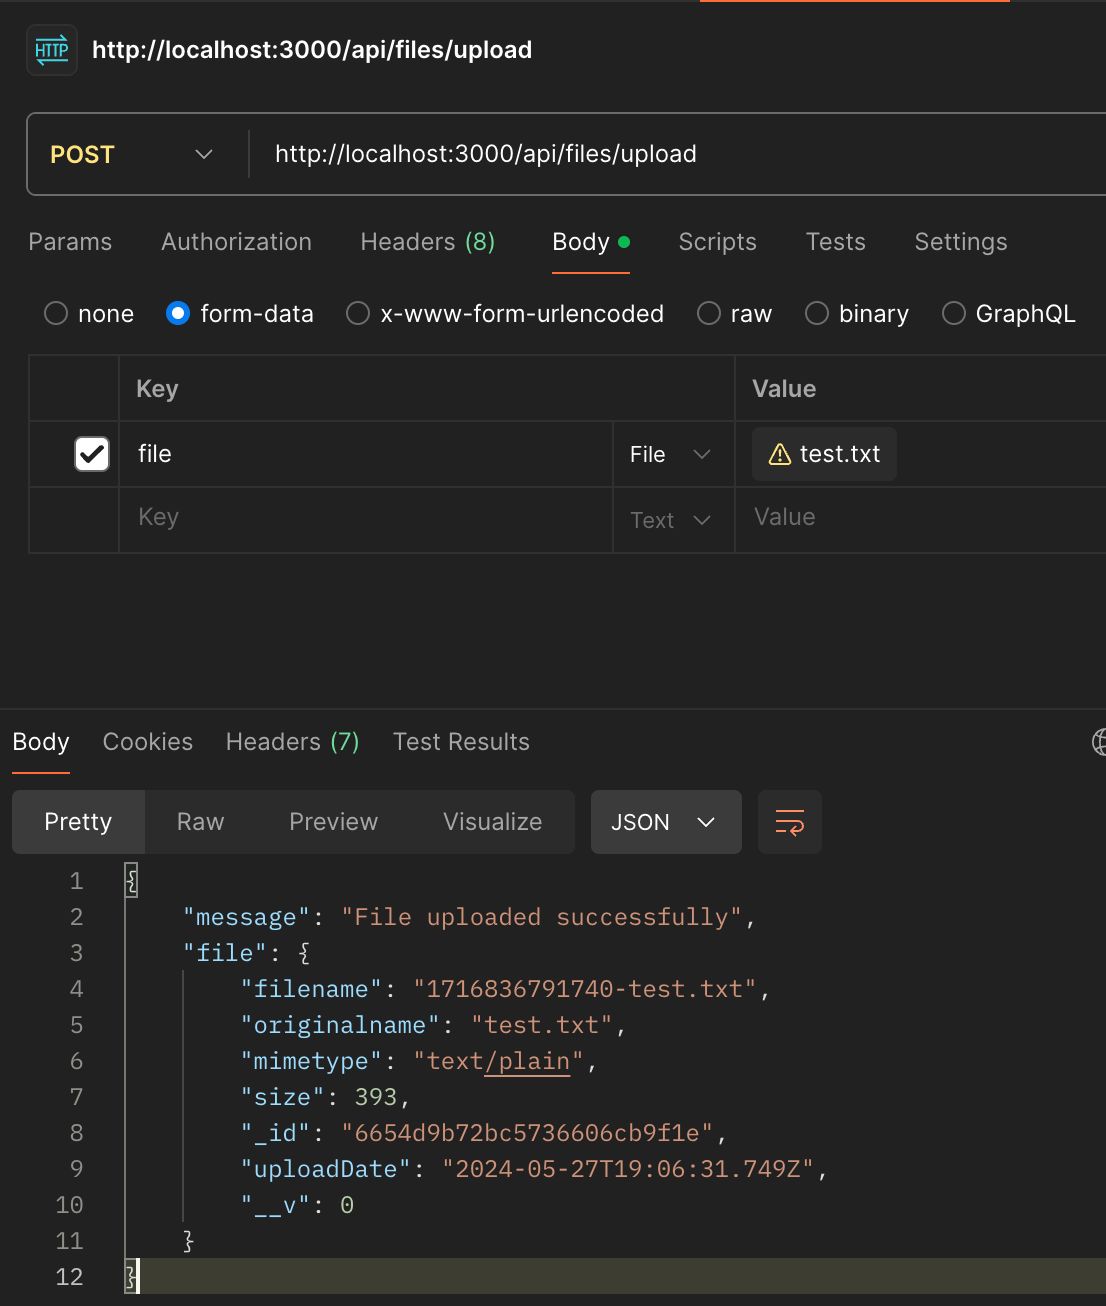 HTTP http://localhost:3000/api/files/upload
POST http://localhost:3000/api/files/upload
Params Authorization Headers (8) Body Scripts Tests Settings
none form-data x-www-form-urlencoded raw binary GraphQL
Key Value
file File test.txt
Key Text Value
Body Cookies Headers (7) Test Results
Pretty Raw Preview Visualize JSON
1 {
2 "message": "File uploaded successfully",
3 "file": {
4 "filename": "1716836791740-test.txt",
5 "originalname": "test.txt",
6 "mimetype": "text/plain",
7 "size": 393,
8 "_id": "6654d9b72bc5736606cb9f1e",
9 "uploadDate": "2024-05-27T19:06:31.749Z",
10 "__v": 0
11 }
12 }